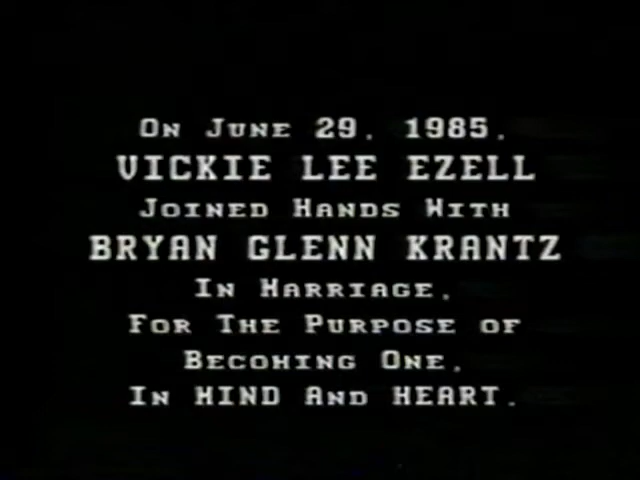 On June 29, 1985,
VICKIE LEE EZELL
Joined Hands With
BRYAN GLENN KRANTZ
In Marriage,
For The Purpose of
Becoming One,
In MIND And HEART.